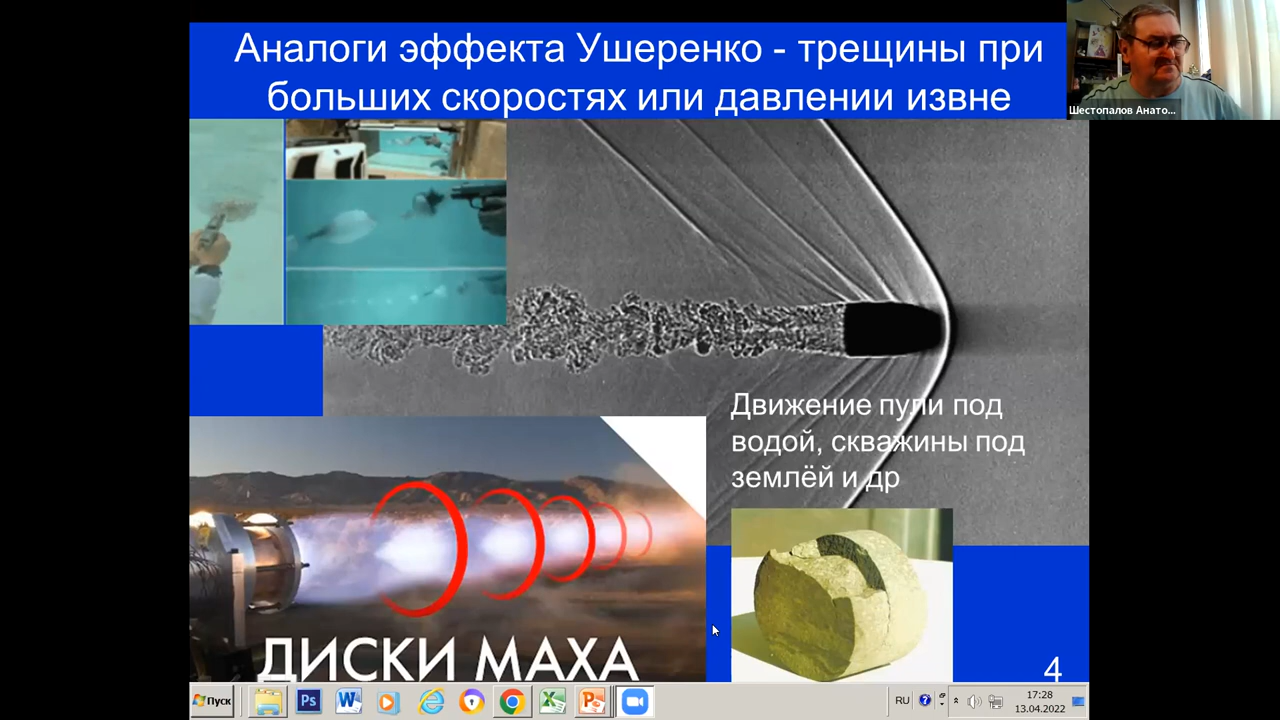 Аналоги эффекта Ушеренко - трещины при
больших скоростях или давлении извне
Шестопалов Анато...
Движение пули под
водой, скважины под
землёй и др
ДИСКИ МАХА
4
Пуск
Ps
RU
17:28
13.04.2022